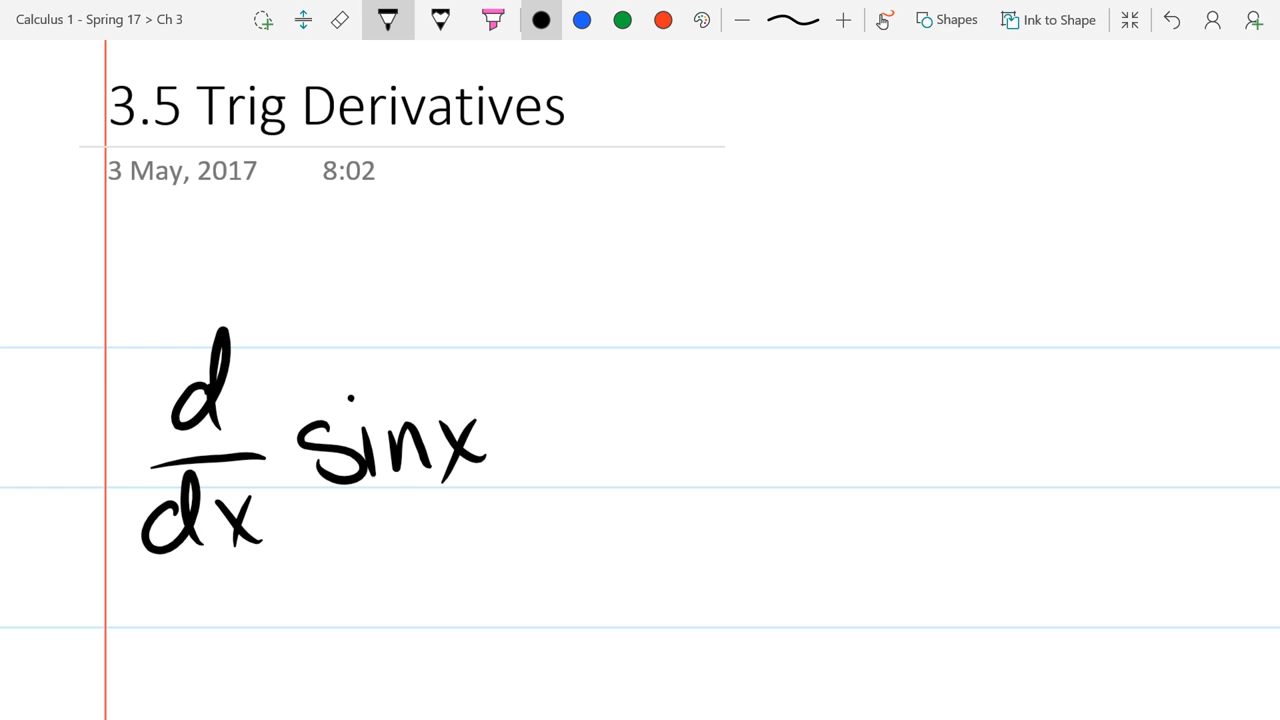 Calculus 1 - Spring 17 > Ch 3
Shapes
Ink to Shape
3.5 Trig Derivatives
3 May, 2017 8:02
d
dx
sinx